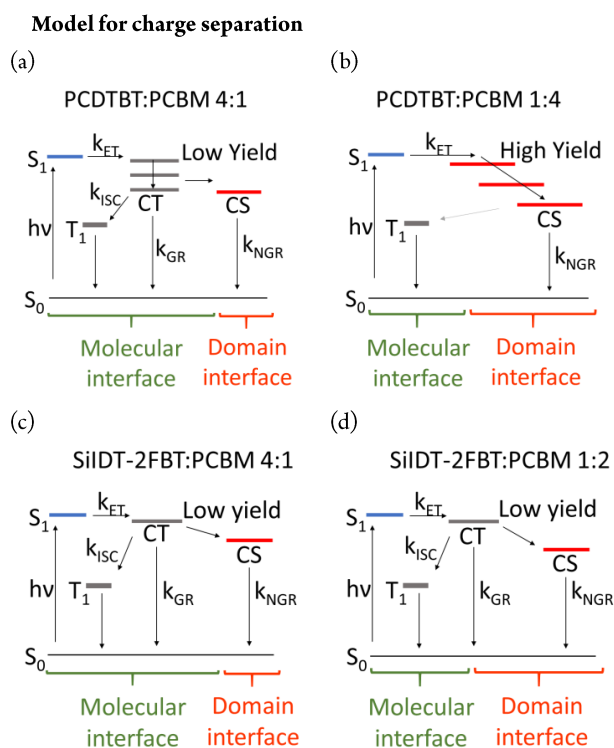 Model for charge separation
(a)
PCDTBT:PCBM 4:1
S1
kET
Low Yield
kISC
CT
CS
hν
T1
kGR
kNGR
S0
Molecular
interface
Domain
interface
(b)
PCDTBT:PCBM 1:4
S1
kET
High Yield
hν
T1
CS
kNGR
S0
Molecular
interface
Domain
interface
(c)
SiIDT-2FBT:PCBM 4:1
S1
kET
Low yield
CT
kISC
CS
hν
T1
kGR
kNGR
S0
Molecular
interface
Domain
interface
(d)
SiIDT-2FBT:PCBM 1:2
S1
kET
Low yield
CT
kISC
CS
hν
T1
kGR
kNGR
S0
Molecular
interface
Domain
interface